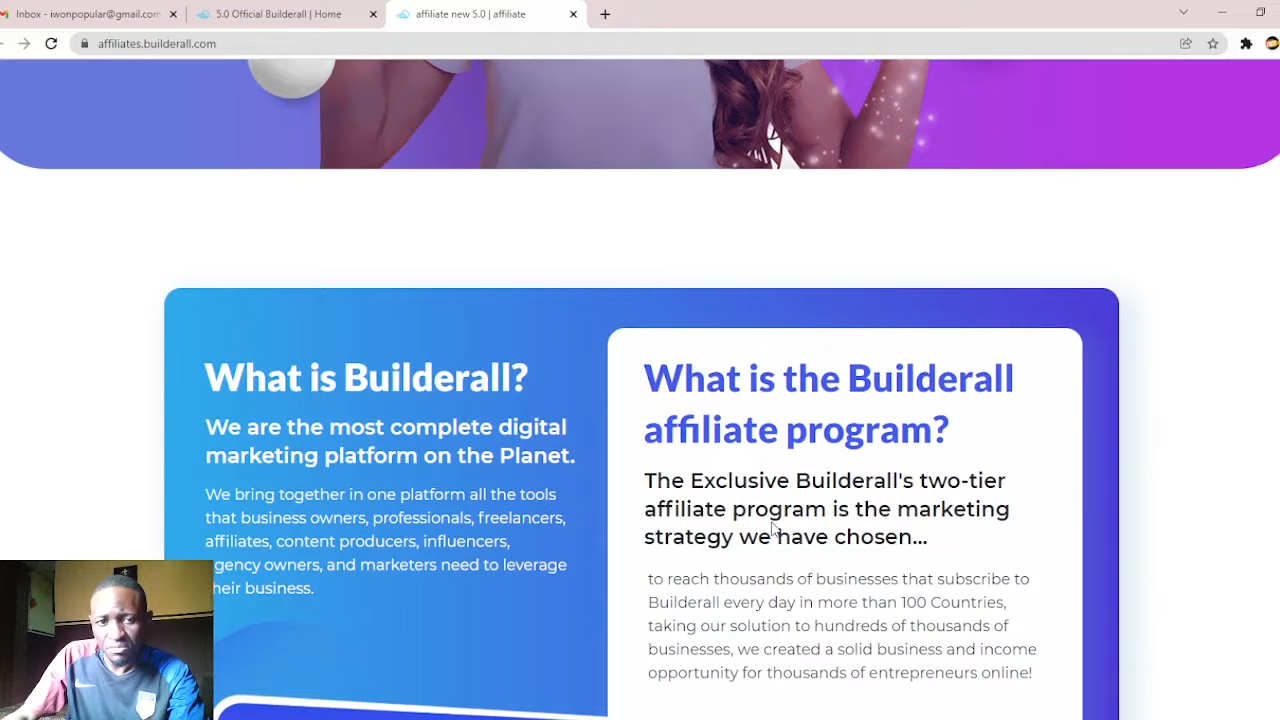 Inbox - iwonpopular@gmail.com
5.0 Official Builderall | Home
affiliate new 5.0 | affiliate
affiliates.builderall.com
What is Builderall?
We are the most complete digital
marketing platform on the Planet.
We bring together in one platform all the tools
that business owners, professionals, freelancers,
affiliates, content producers, influencers,
agency owners, and marketers need to leverage
their business.
What is the Builderall
affiliate program?
The Exclusive Builderall's two-tier
affiliate program is the marketing
strategy we have chosen...
to reach thousands of businesses that subscribe to
Builderall every day in more than 100 Countries,
taking our solution to hundreds of thousands of
businesses, we created a solid business and income
opportunity for thousands of entrepreneurs online!